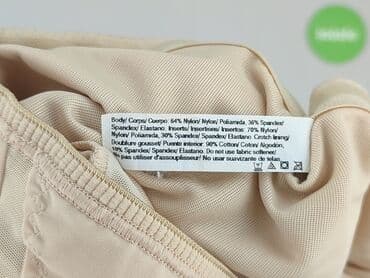 Body/ Corps/ Cuerpo: 64% Nylon/ Nylon/ Poliamida, 36% Spandex/
Spandex/ Elastano. Inserts/ Insertions/ Insertes: 70% Nylon/
Nylon/ Poliamida, 30% Spandex/ Spandex/ Elastano. Crotch lining/
Doublure gousset/ Puente interior: 90% Cotton/ Coton/ Algodon,
10% Spandex/ Spandex/ Elastano. Do not use fabric softener/
Ne pas utiliser d'assouplisseur/ No usar suavizante de telas.